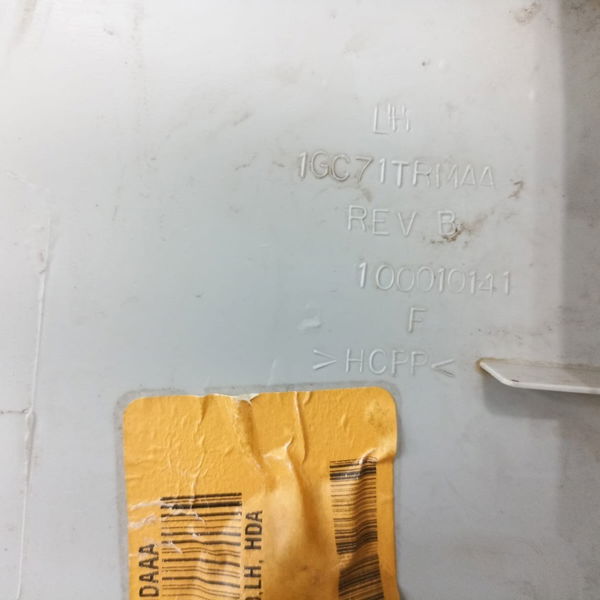 LH
1GC71TRMAA
REV B
100010141
F
>HCPP<
DAAA
,LH, HDA